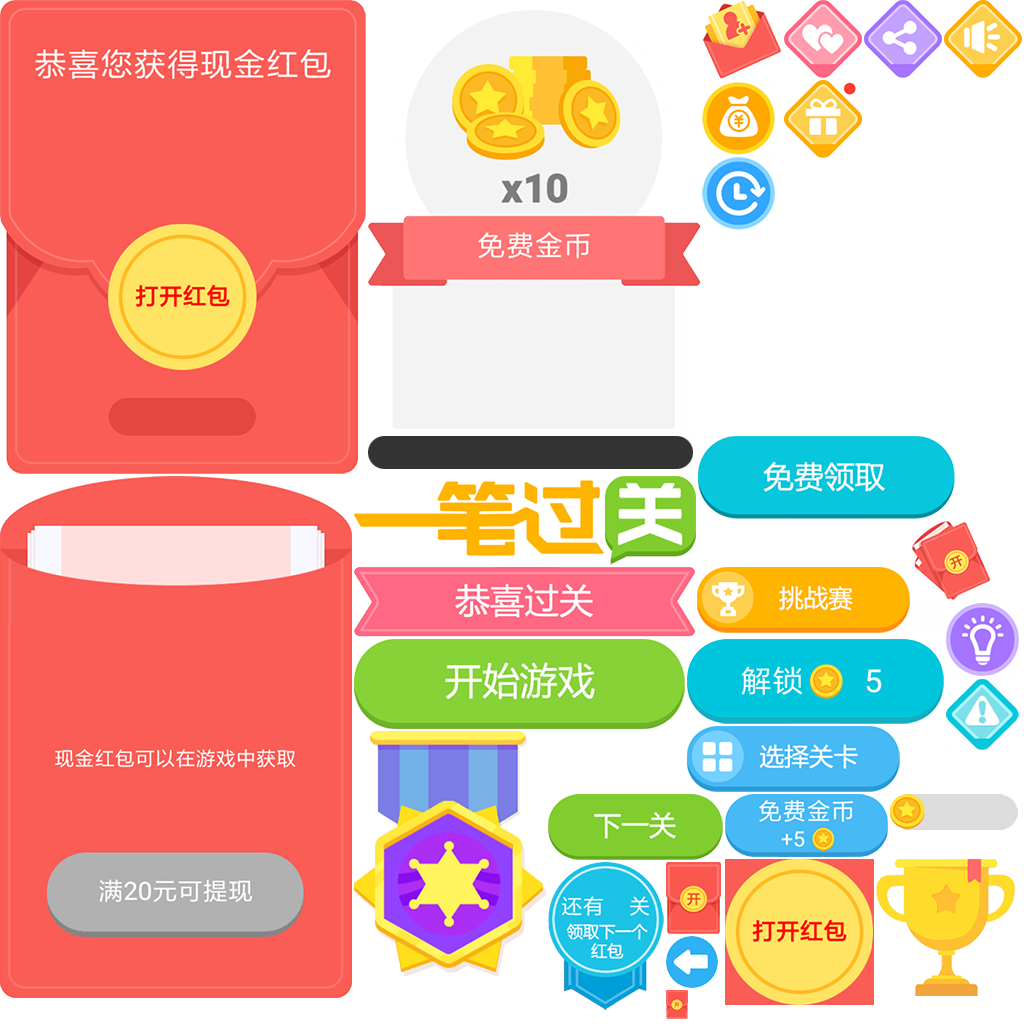 恭喜您获得现金红包
打开红包
x10
免费金币
免费领取
一笔过关
开
恭喜过关
挑战赛
开始游戏
解锁 5
选择关卡
现金红包可以在游戏中获取
满20元可提现
下一关
免费金币
+5
还有 关
领取下一个
红包
开
打开红包
开